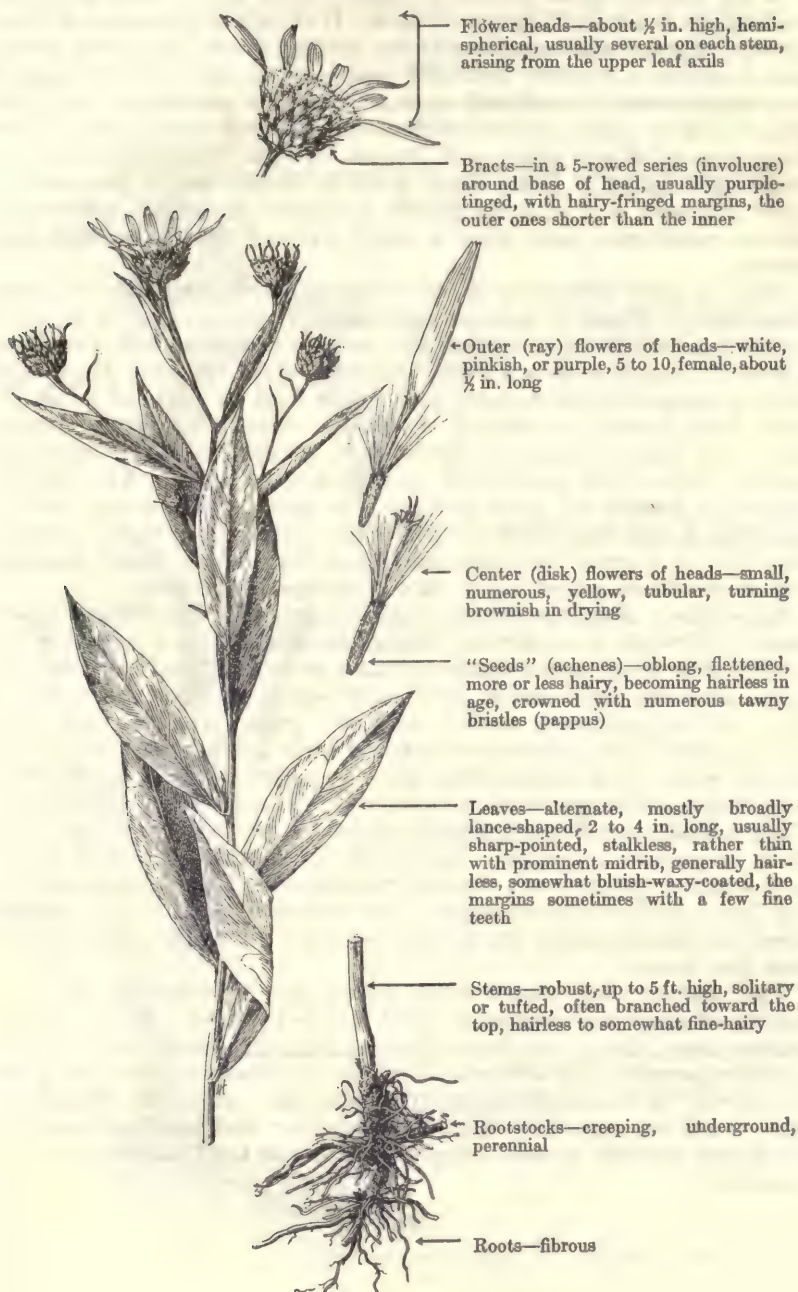 Flower heads—about ½ in. high, hemi-
spherical, usually several on each stem,
arising from the upper leaf axils
Bracts—in a 5-rowed series (involucre)
around base of head, usually purple-
tinged, with hairy-fringed margins, the
outer ones shorter than the inner
Outer (ray) flowers of heads—white,
pinkish, or purple, 5 to 10, female, about
½ in. long
Center (disk) flowers of heads—small,
numerous, yellow, tubular, turning
brownish in drying
"Seeds" (achenes)—oblong, flattened,
more or less hairy, becoming hairless in
age, crowned with numerous tawny
bristles (pappus)
Leaves—alternate, mostly broadly
lance-shaped, 2 to 4 in. long, usually
sharp-pointed, stalkless, rather thin
with prominent midrib, generally hair-
less, somewhat bluish-waxy-coated, the
margins sometimes with a few fine
teeth
Stems—robust, up to 5 ft. high, solitary
or tufted, often branched toward the
top, hairless to somewhat fine-hairy
Rootstocks—creeping, underground,
perennial
Roots—fibrous